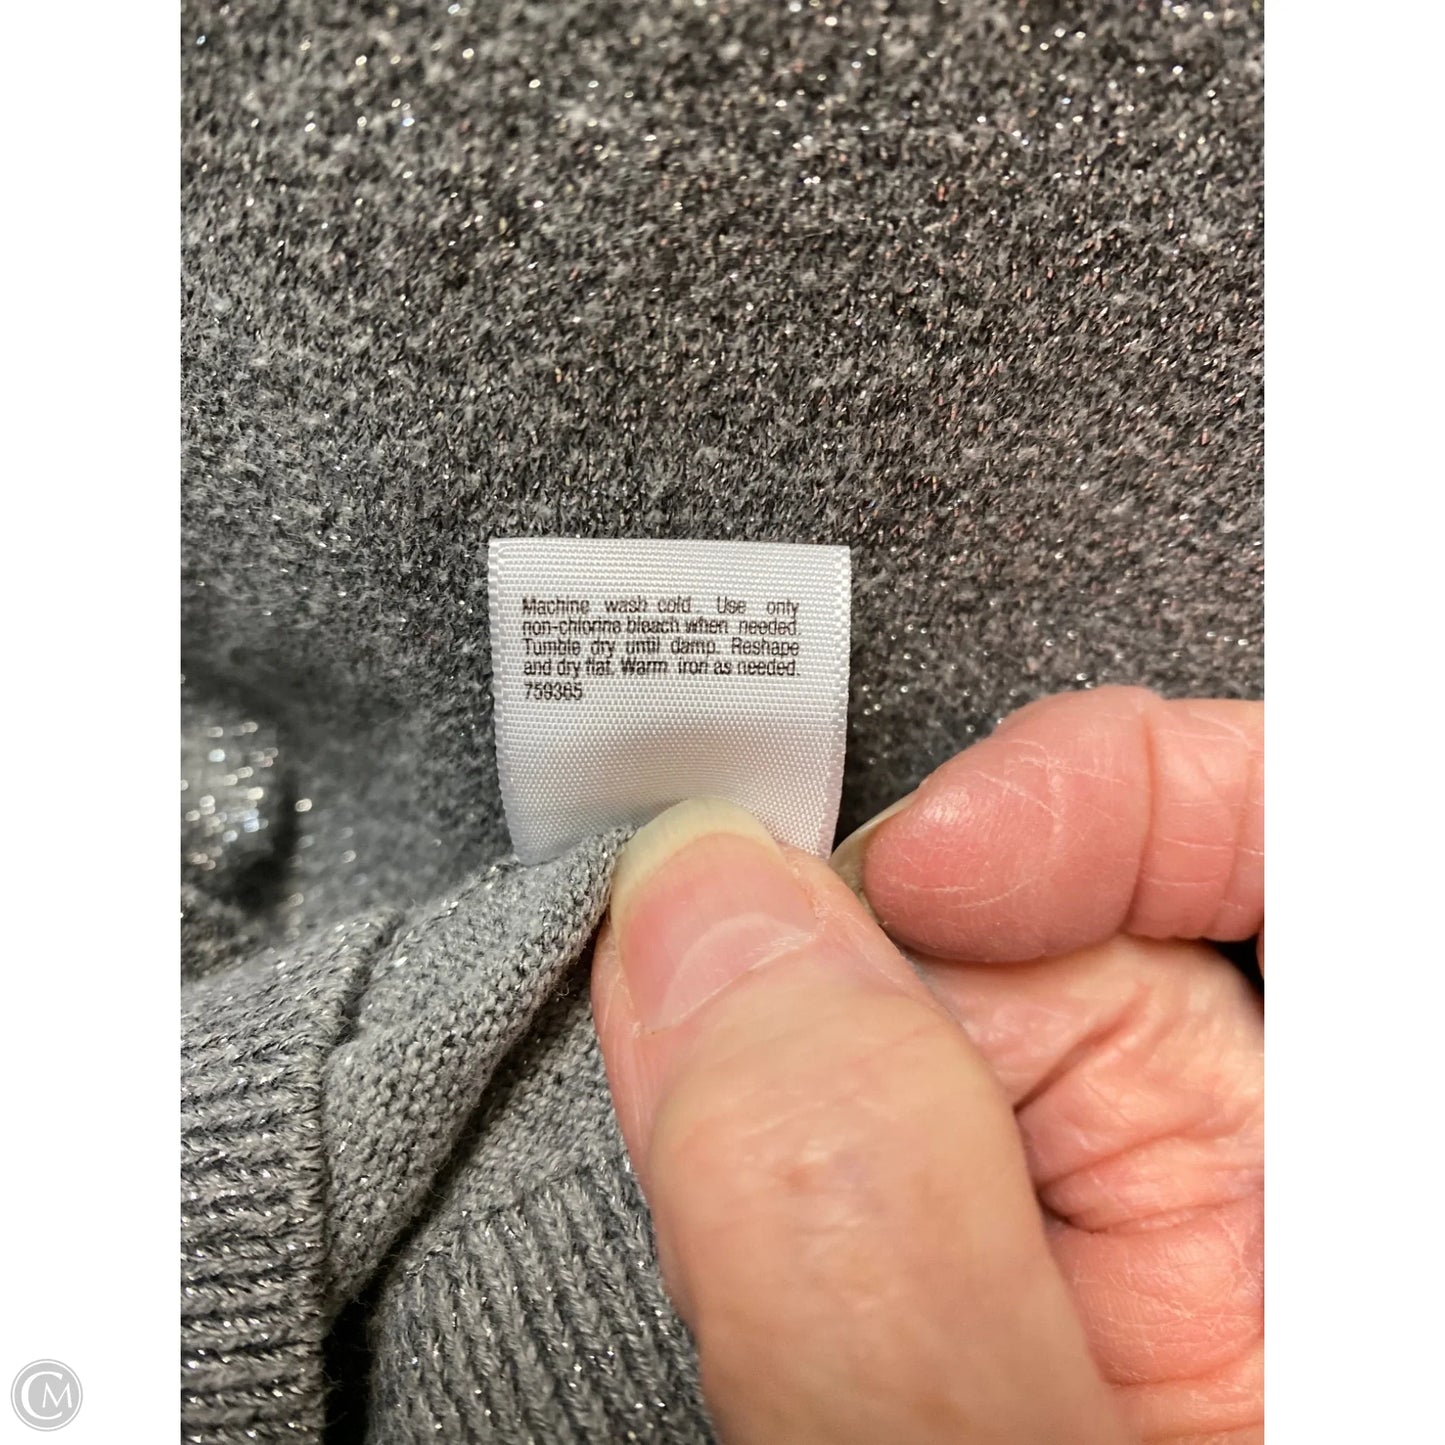 Machine wash cold. Use only
non-chlorine bleach when needed.
Tumble dry until damp. Reshape
and dry flat. Warm iron as needed.
759365
CM